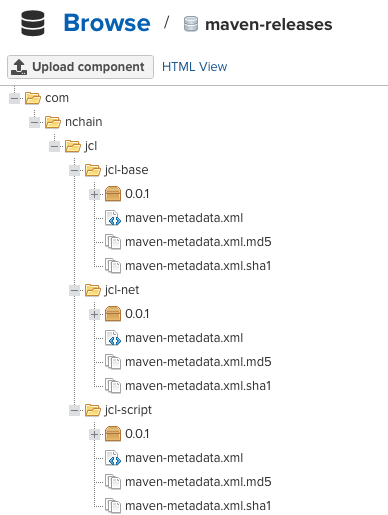 Browse / maven-releases
Upload component HTML View
com
nchain
jcl
jcl-base
0.0.1
maven-metadata.xml
maven-metadata.xml.md5
maven-metadata.xml.sha1
jcl-net
0.0.1
maven-metadata.xml
maven-metadata.xml.md5
maven-metadata.xml.sha1
jcl-script
0.0.1
maven-metadata.xml
maven-metadata.xml.md5
maven-metadata.xml.sha1